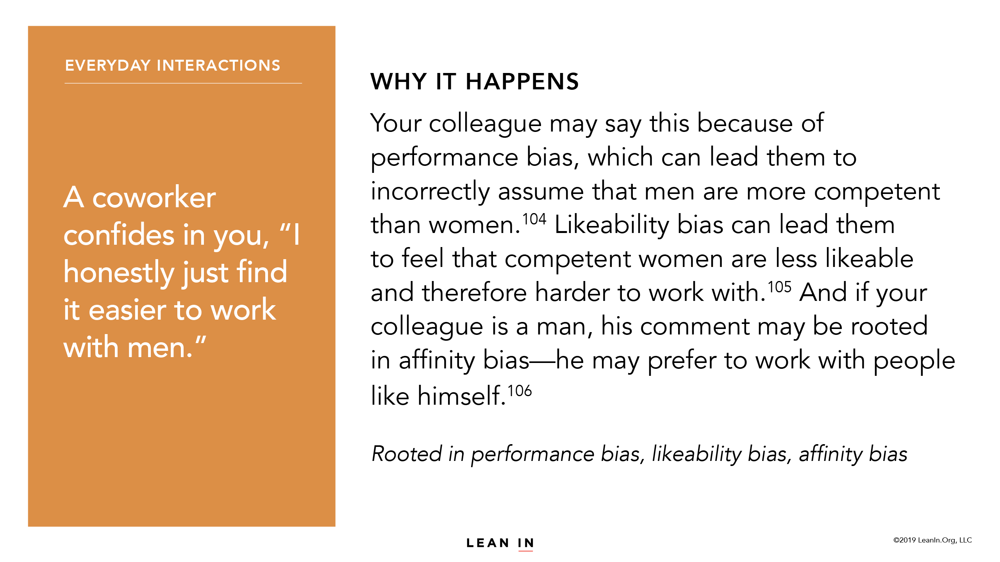 EVERYDAY INTERACTIONS
A coworker
confides in you, “I
honestly just find
it easier to work
with men.”
WHY IT HAPPENS
Your colleague may say this because of
performance bias, which can lead them to
incorrectly assume that men are more competent
than women.104 Likeability bias can lead them
to feel that competent women are less likeable
and therefore harder to work with.105 And if your
colleague is a man, his comment may be rooted
in affinity bias—he may prefer to work with people
like himself.106
Rooted in performance bias, likeability bias, affinity bias
LEAN IN
©2019 LeanIn.Org, LLC